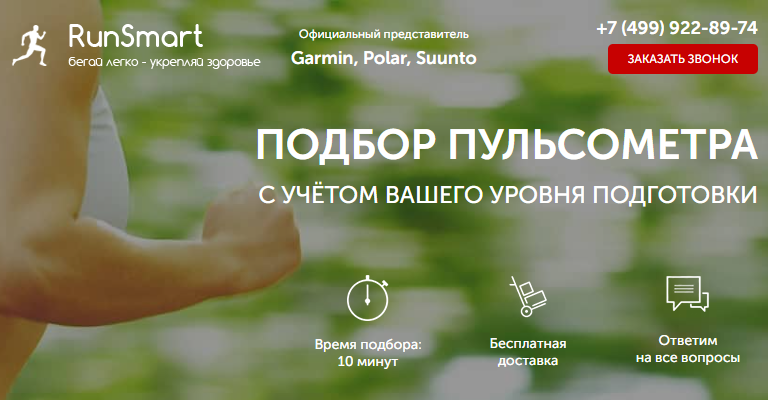 RunSmart
бегай легко - укрепляй здоровье
Официальный представитель
Garmin, Polar, Suunto
+7 (499) 922-89-74
ЗАКАЗАТЬ ЗВОНОК
ПОДБОР ПУЛЬСОМЕТРА
С УЧЁТОМ ВАШЕГО УРОВНЯ ПОДГОТОВКИ
Время подбора:
10 минут
Бесплатная
доставка
Ответим
на все вопросы